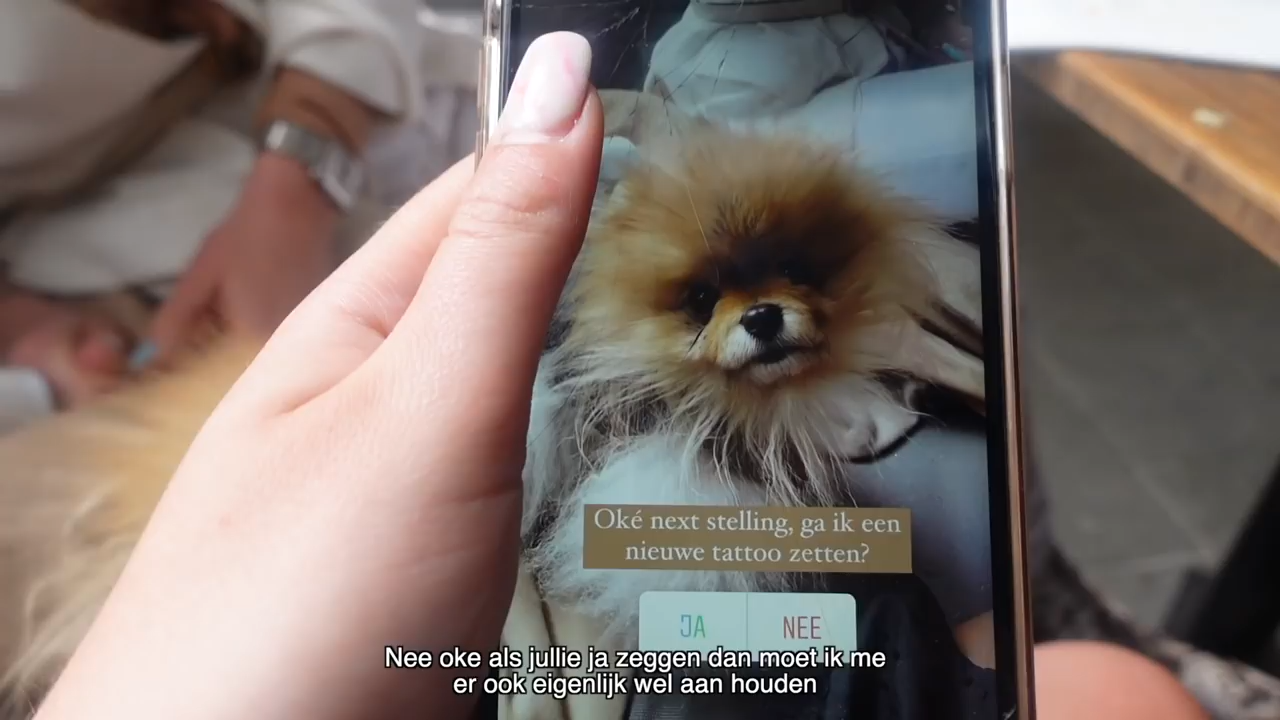 Oké next stelling, ga ik een
nieuwe tattoo zetten?
JA NEE
Nee oke als jullie ja zeggen dan moet ik me
er ook eigenlijk wel aan houden